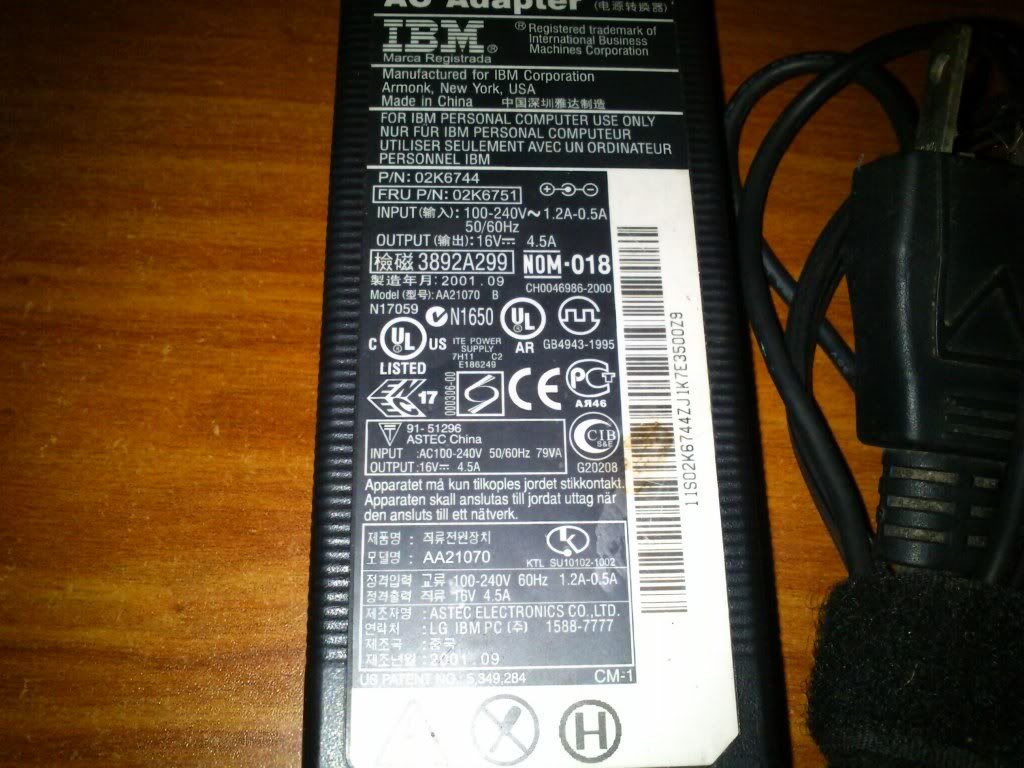 AC Adapter (电源转换器)
IBM®
Marca Registrada
® Registered trademark of
International Business
Machines Corporation
Manufactured for IBM Corporation
Armonk, New York, USA
Made in China 中国深圳雅达制造
FOR IBM PERSONAL COMPUTER USE ONLY
NUR FÜR IBM PERSONAL COMPUTEUR
UTILISER SEULEMENT AVEC UN ORDINATEUR
PERSONNEL IBM
P/N: 02K6744
FRU P/N: 02K6751
INPUT(輸入): 100-240V~1.2A-0.5A
50/60Hz
OUTPUT(输出): 16V⎓ 4.5A
檢磁 3892A299
NOM-018
製造年月: 2001.09
CH0046986-2000
Model (型号): AA21070 B
N17059
N1650
C UL US
LISTED
ITE POWER
SUPPLY
7H11 C2
E186249
UL
AR
GB4943-1995
17
000306-00
S
CE
PCT
АЯ46
91-51296
ASTEC China
INPUT :AC100-240V 50/60Hz 79VA
OUTPUT :16V⎓ 4.5A
CIB
S&E
G20208
Apparatet må kun tilkoples jordet stikkontakt.
Apparaten skall anslutas till jordat uttag när
den ansluts till ett nätverk.
제품명 : 직류전원장치
모델명 : AA21070
KTL SU10102-1002
정격입력 교류 :100-240V 60Hz 1.2A-0.5A
정격출력 직류 :16V 4.5A
제조자명 : ASTEC ELECTRONICS CO.,LTD.
연락처 : LG IBM PC (주) 1588-7777
제조국 : 중국
제조년월 : 2001.09
US PATENT NO. 5,349,284
CM-1
H
11S02K6744ZJ1K7E3500Z9